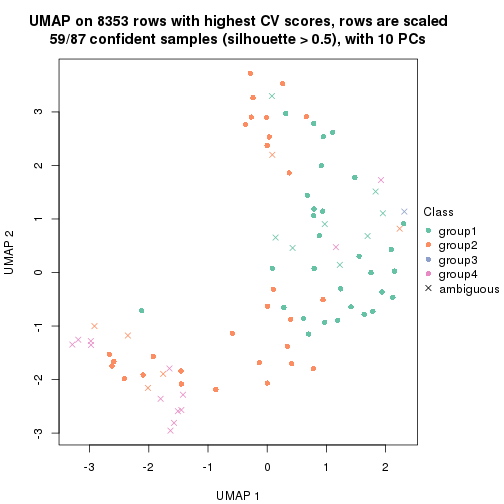 UMAP on 8353 rows with highest CV scores, rows are scaled
59/87 confident samples (silhouette > 0.5), with 10 PCs
3
2
1
0
-1
-2
-3
UMAP 2
-3
-2
-1
0
1
2
UMAP 1
Class
group1
group2
group3
group4
ambiguous